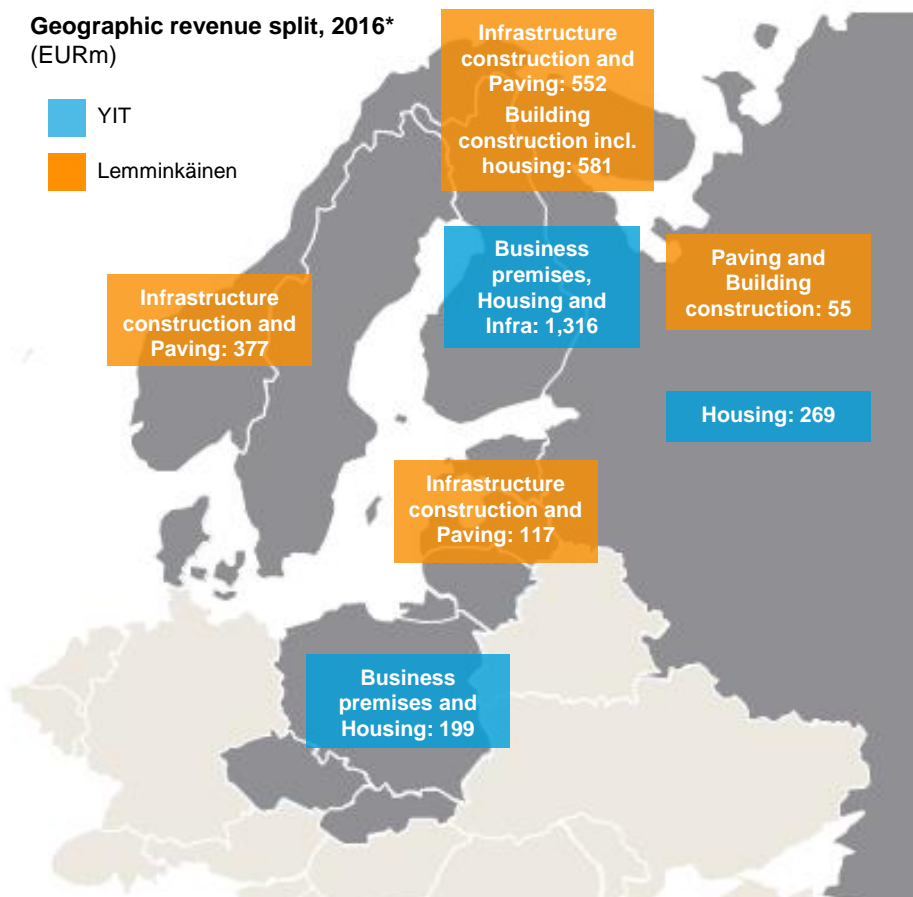 Geographic revenue split, 2016*
(EURm)
YIT
Lemminkäinen
Infrastructure
construction and
Paving: 552
Building
construction incl.
housing: 581
Business
premises,
Housing and
Infra: 1,316
Paving and
Building
construction: 55
Infrastructure
construction and
Paving: 377
Housing: 269
Infrastructure
construction and
Paving: 117
Business
premises and
Housing: 199